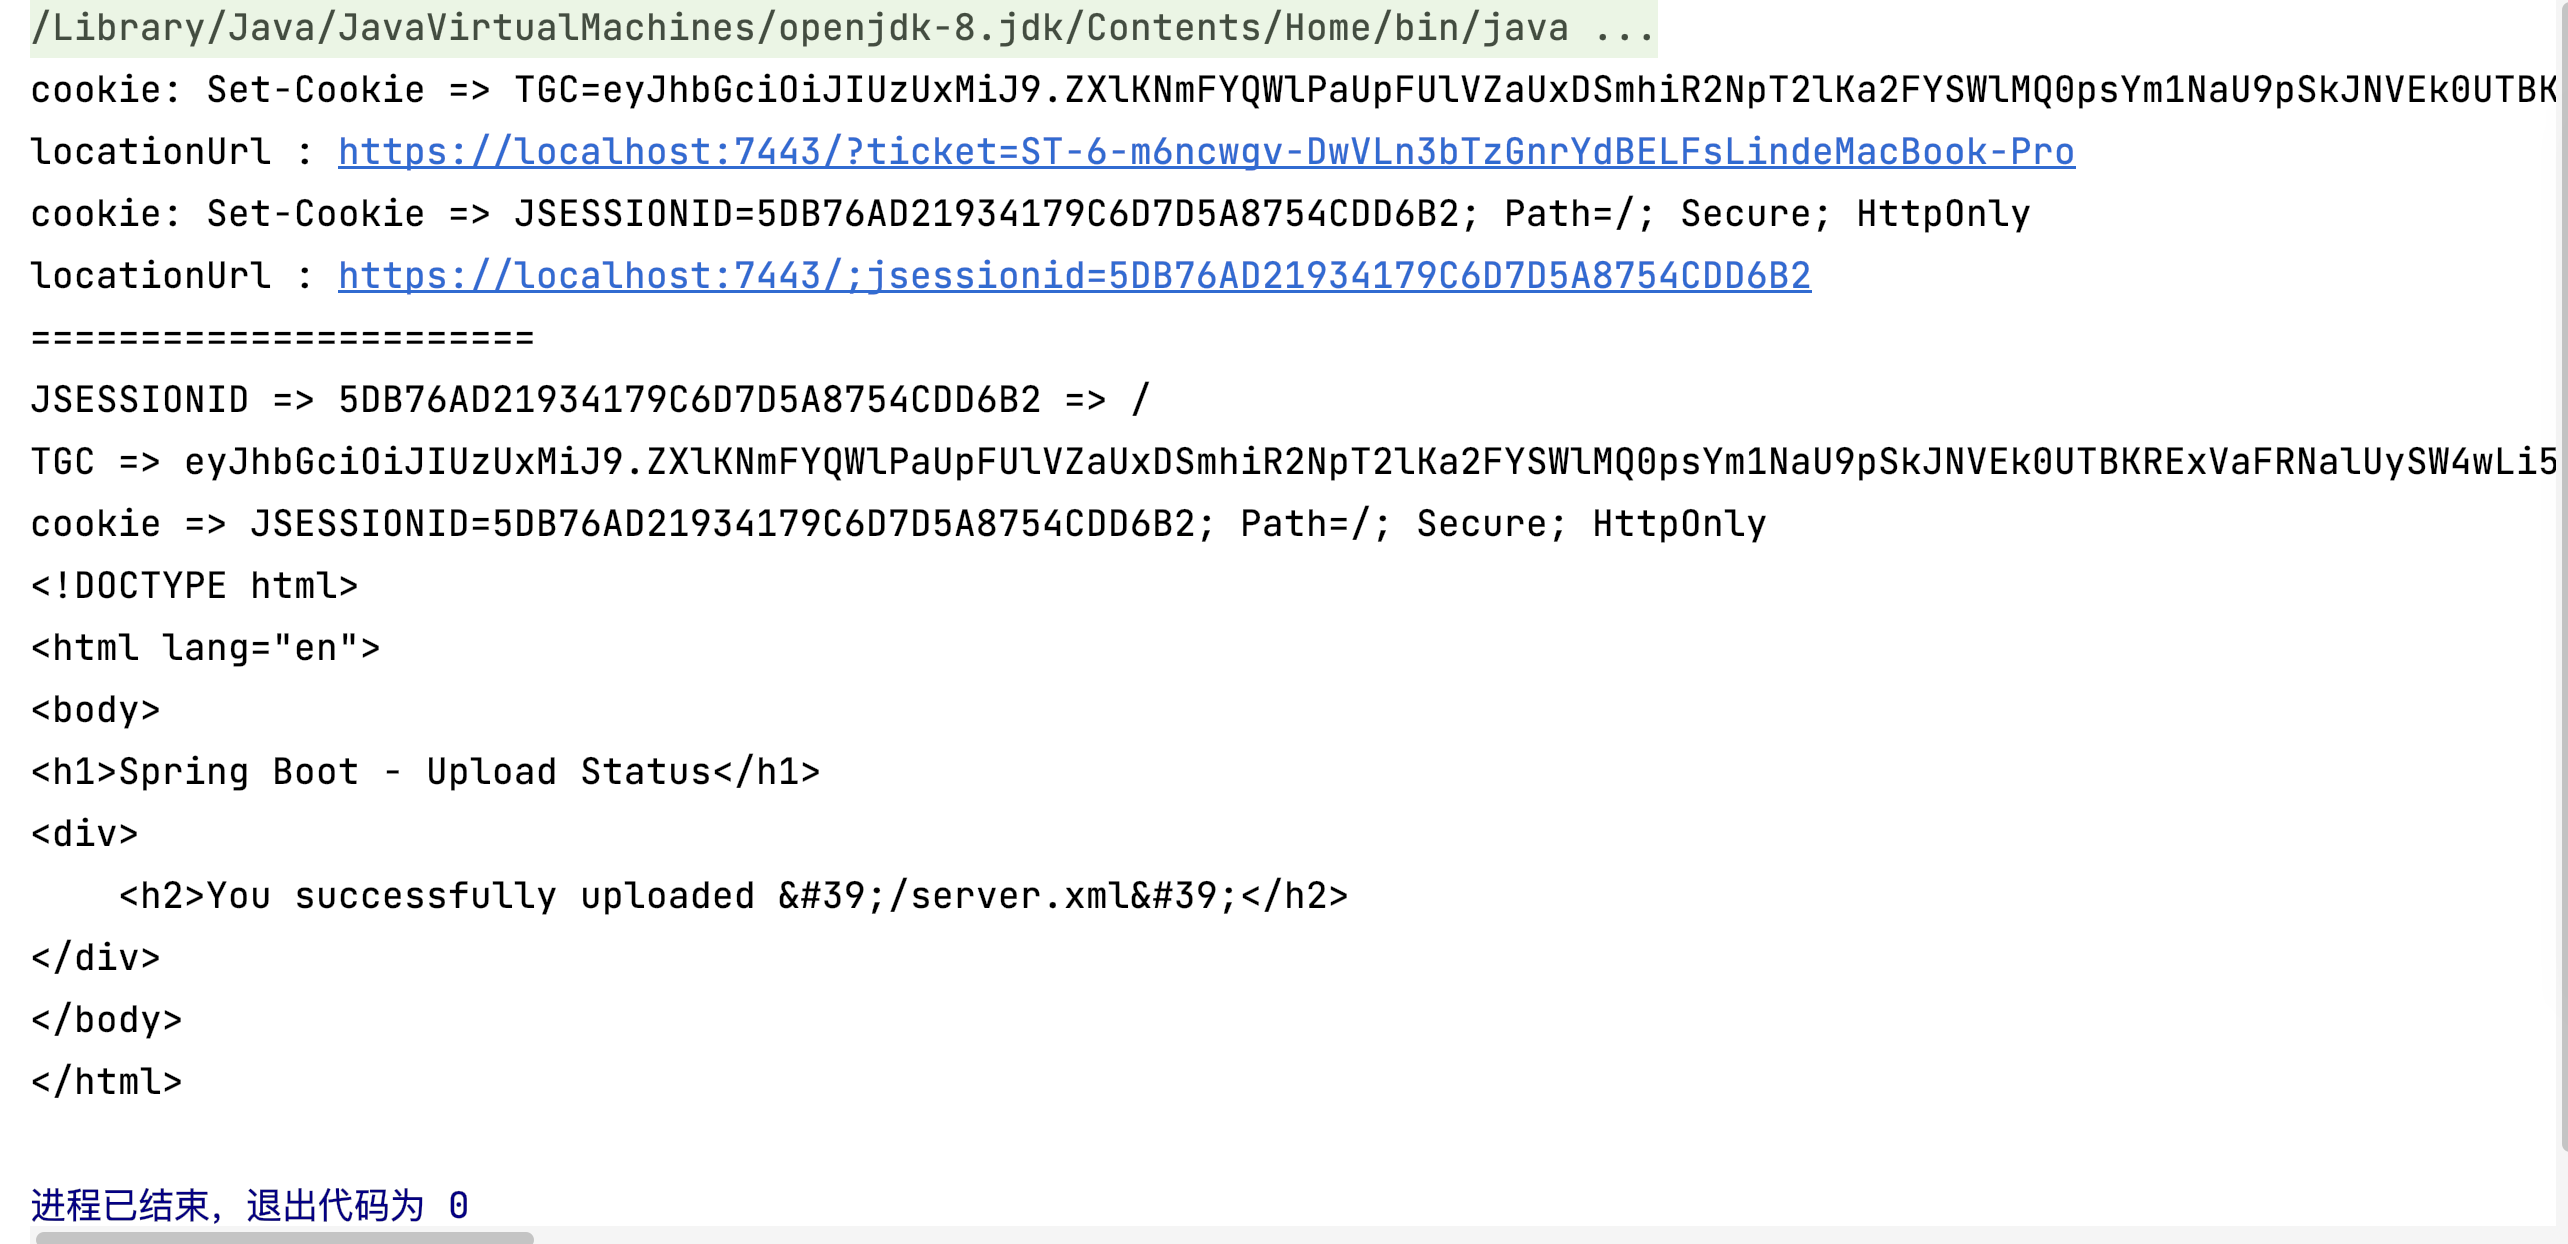 /Library/Java/JavaVirtualMachines/openjdk-8.jdk/Contents/Home/bin/java ...
cookie: Set-Cookie => TGC=eyJhbGciOiJIUzUxMiJ9.ZXlKNmFYQWlPaUpFUlVZaUxDSmhiR2NpT2lKa2FYSWlMQ0psYm1NaU9pSkJNVEk0UTBK
locationUrl : https://localhost:7443/?ticket=ST-6-m6ncwgv-DwVLn3bTzGnrYdBELFsLindeMacBook-Pro
cookie: Set-Cookie => JSESSIONID=5DB76AD21934179C6D7D5A8754CDD6B2; Path=/; Secure; HttpOnly
locationUrl : https://localhost:7443/;jsessionid=5DB76AD21934179C6D7D5A8754CDD6B2
=======================
JSESSIONID => 5DB76AD21934179C6D7D5A8754CDD6B2 => /
TGC => eyJhbGciOiJIUzUxMiJ9.ZXlKNmFYQWlPaUpFUlVZaUxDSmhiR2NpT2lKa2FYSWlMQ0psYm1NaU9pSkJNVEk0UTBKRExVaFRNalUySW4wLi5
cookie => JSESSIONID=5DB76AD21934179C6D7D5A8754CDD6B2; Path=/; Secure; HttpOnly
<!DOCTYPE html>
<html lang="en">
<body>
<h1>Spring Boot - Upload Status</h1>
<div>
    <h2>You successfully uploaded &#39;/server.xml&#39;</h2>
</div>
</body>
</html>
进程已结束, 退出代码为 0